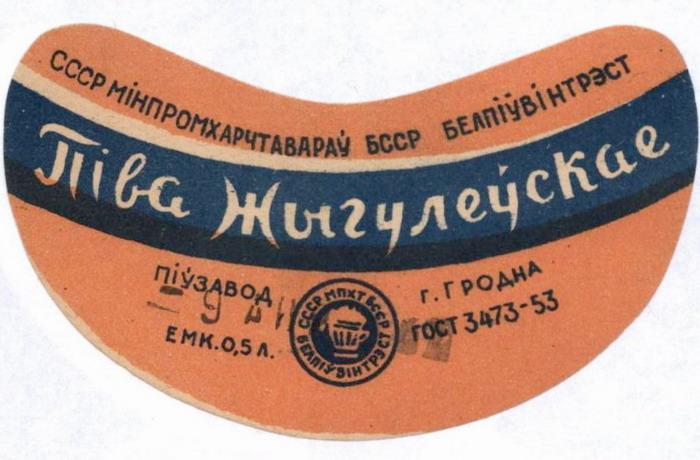 СССР МІНПРОМХАРЧТАВАРАЎ БССР БЕЛПІЎВІНТРЭСТ
Піва Жыгулеўскае
ПІЎЗАВОД
г. ГРОДНА
ЕМК. 0,5 Л.
ГОСТ 3473-53
СССР МПХТ БССР
БЕЛПІЎВІНТРЭСТ